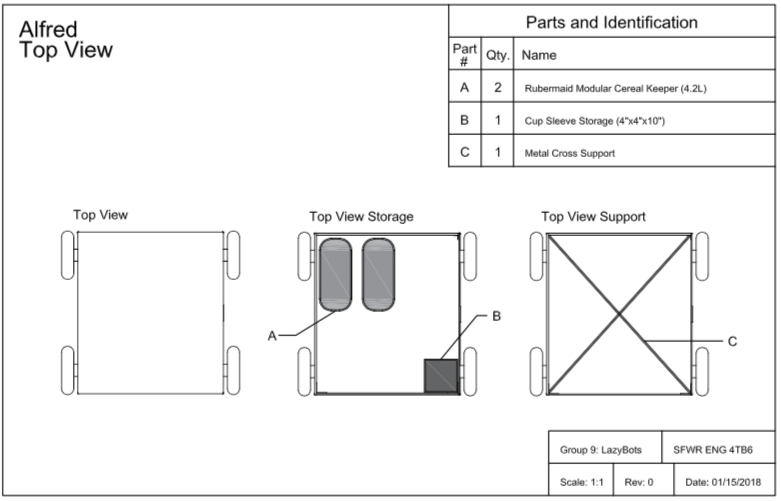 Alfred
Top View
Parts and Identification
Part # Qty. Name
A 2 Rubermaid Modular Cereal Keeper (4.2L)
B 1 Cup Sleeve Storage (4"x4"x10")
C 1 Metal Cross Support
Top View
Top View Storage
Top View Support
A
B
C
Group 9: LazyBots SFWR ENG 4TB6
Scale: 1:1 Rev: 0 Date: 01/15/2018